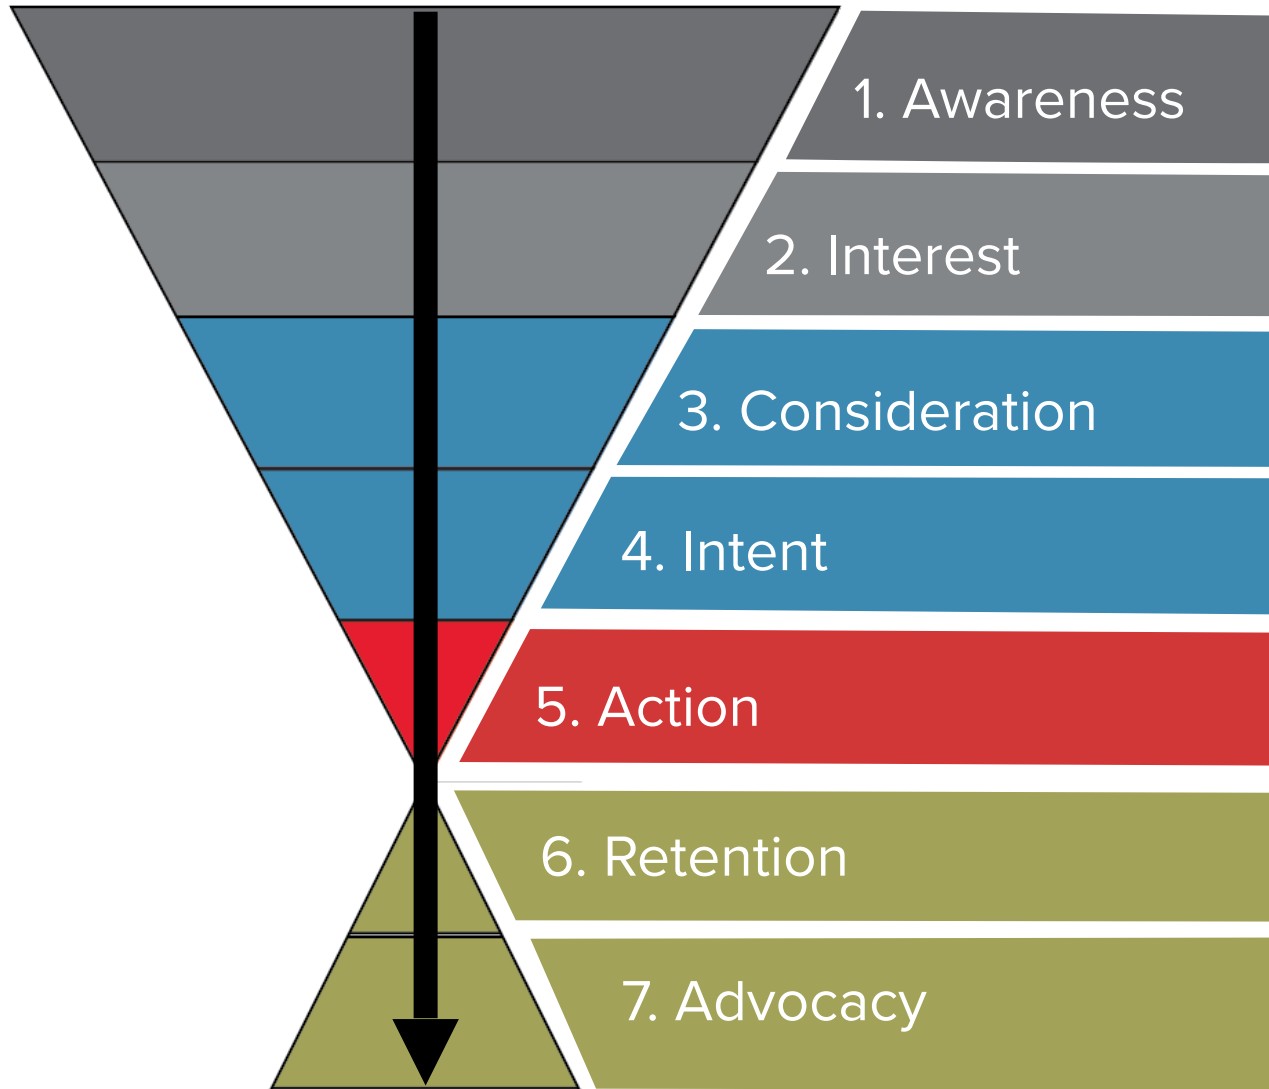 1. Awareness
2. Interest
3. Consideration
4. Intent
5. Action
6. Retention
7. Advocacy